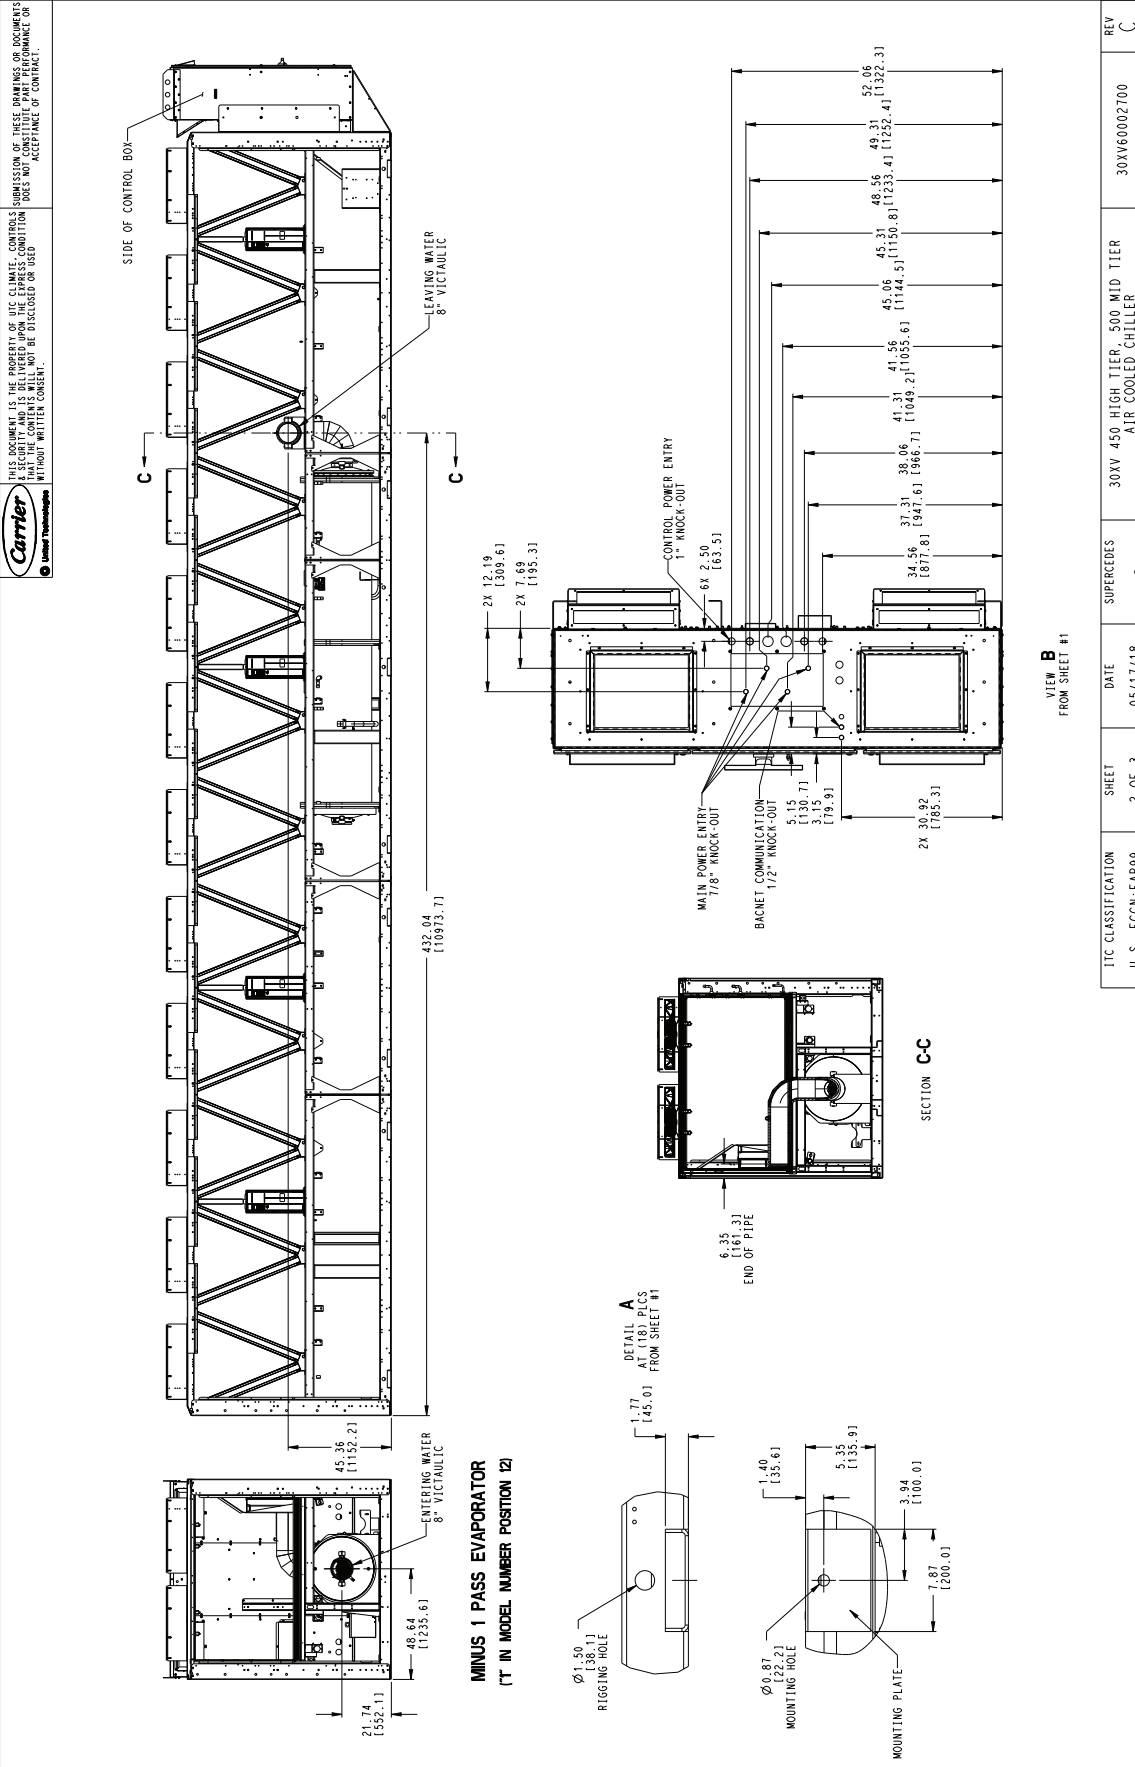 Carrier
© United Technologies
THIS DOCUMENT IS THE PROPERTY OF UTC CLIMATE, CONTROLS
& SECURITY AND IS DELIVERED UPON THE EXPRESS CONDITION
THAT THE CONTENTS WILL NOT BE DISCLOSED OR USED
WITHOUT WRITTEN CONSENT.
SUBMISSION OF THESE DRAWINGS OR DOCUMENTS
DOES NOT CONSTITUTE PART PERFORMANCE OR
ACCEPTANCE OF CONTRACT.
SIDE OF CONTROL BOX
LEAVING WATER
8" VICTAULIC
C
C
432.04
[10973.7]
45.36
[1152.2]
ENTERING WATER
8" VICTAULIC
48.64
[1235.6]
21.74
[552.1]
MINUS 1 PASS EVAPORATOR
("1" IN MODEL NUMBER POSITION 12)
2X 12.19
[309.6]
2X 7.69
[195.3]
CONTROL POWER ENTRY
1" KNOCK-OUT
6X 2.50
[63.5]
52.06
[1322.3]
49.31
[1252.4]
48.56
[1233.4]
45.31
[1150.8]
45.06
[1144.5]
41.56
[1055.6]
41.31
[1049.2]
38.06
[966.7]
37.31
[947.6]
34.56
[877.8]
MAIN POWER ENTRY
7/8" KNOCK-OUT
BACNET COMMUNICATION
1/2" KNOCK-OUT
5.15
[130.7]
3.15
[79.9]
2X 30.92
[785.3]
VIEW B
FROM SHEET #1
6.35
[161.3]
END OF PIPE
SECTION C-C
DETAIL A
AT (18) PLCS
FROM SHEET #1
1.77
[45.0]
Ø1.50
[38.1]
RIGGING HOLE
1.40
[35.6]
5.35
[135.9]
3.94
[100.0]
7.87
[200.0]
Ø0.87
[22.2]
MOUNTING HOLE
MOUNTING PLATE
ITC CLASSIFICATION
SHEET
DATE
SUPERCEDES
30XV 450 HIGH TIER, 500 MID TIER
AIR COOLED CHILLER
30XV60002700
REV
C